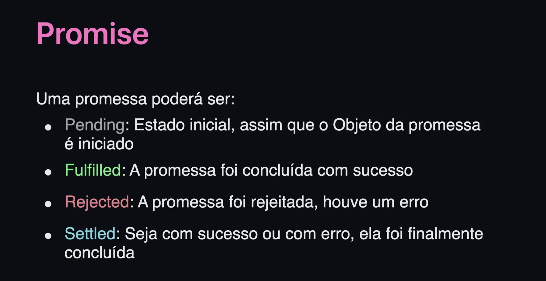 Promise
Uma promessa poderá ser:
• Pending: Estado inicial, assim que o Objeto da promessa
é iniciado
• Fulfilled: A promessa foi concluída com sucesso
• Rejected: A promessa foi rejeitada, houve um erro
• Settled: Seja com sucesso ou com erro, ela foi finalmente
concluída